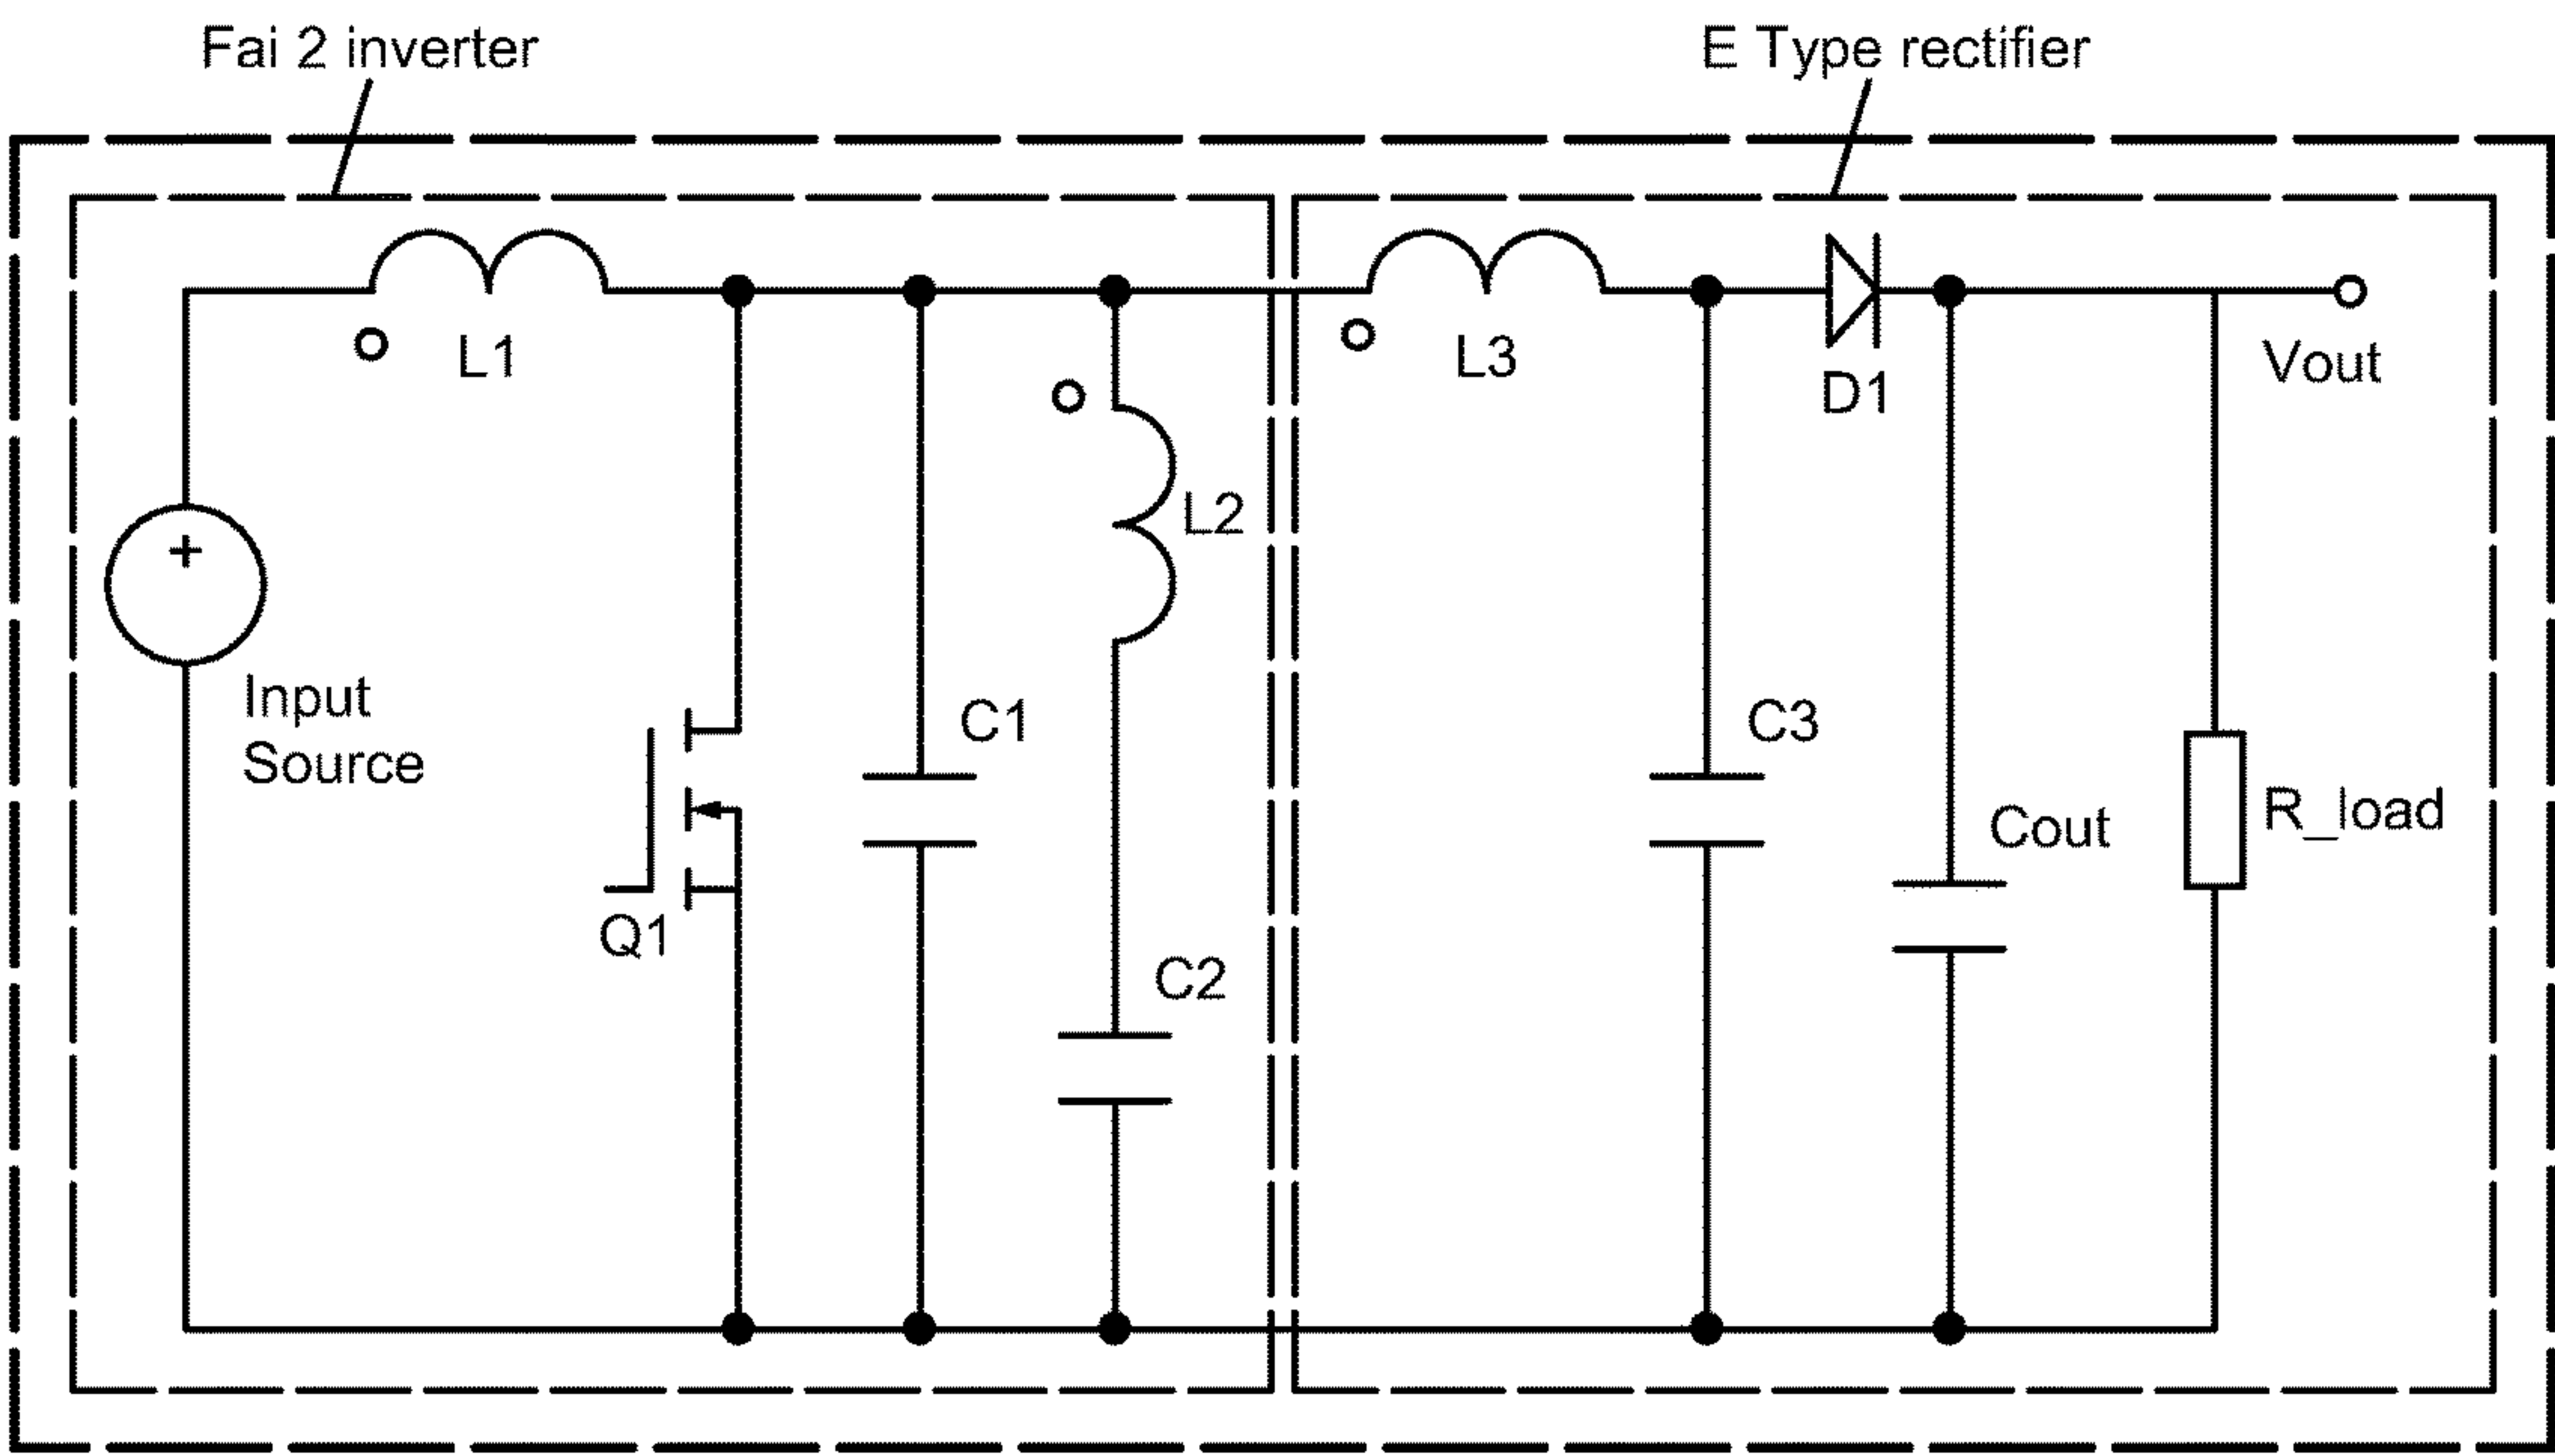 Fai 2 inverter
E Type rectifier
L1
L3
D1
Vout
L2
+
Input
Source
C1
C3
R_load
Cout
Q1
C2